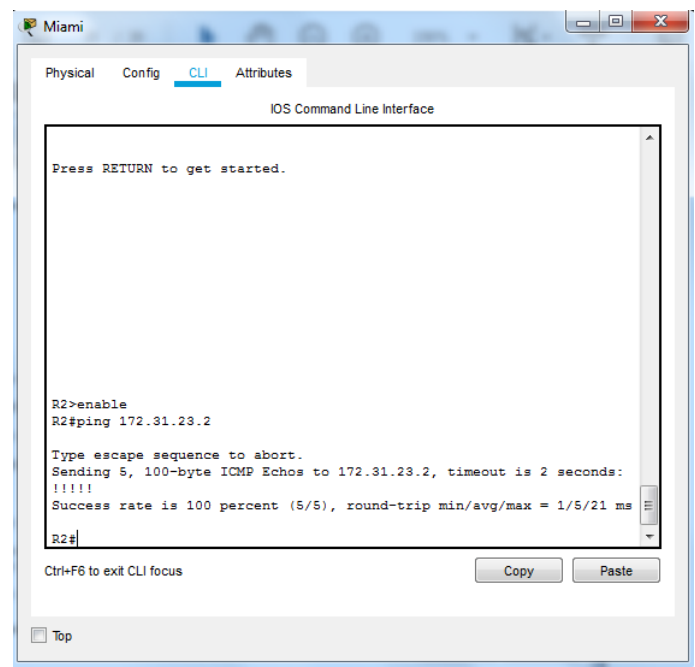 Miami
Physical Config CLI Attributes
IOS Command Line Interface
Press RETURN to get started.
R2>enable
R2#ping 172.31.23.2
Type escape sequence to abort.
Sending 5, 100-byte ICMP Echos to 172.31.23.2, timeout is 2 seconds:
!!!!!
Success rate is 100 percent (5/5), round-trip min/avg/max = 1/5/21 ms
R2#
Ctrl+F6 to exit CLI focus Copy Paste
Top